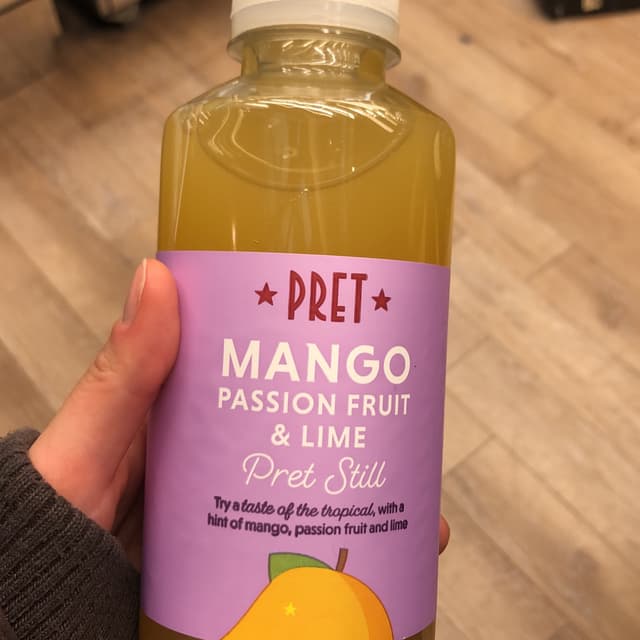 ★ PRET ★
MANGO
PASSION FRUIT
& LIME
Pret Still
Try a taste of the tropical, with a
hint of mango, passion fruit and lime